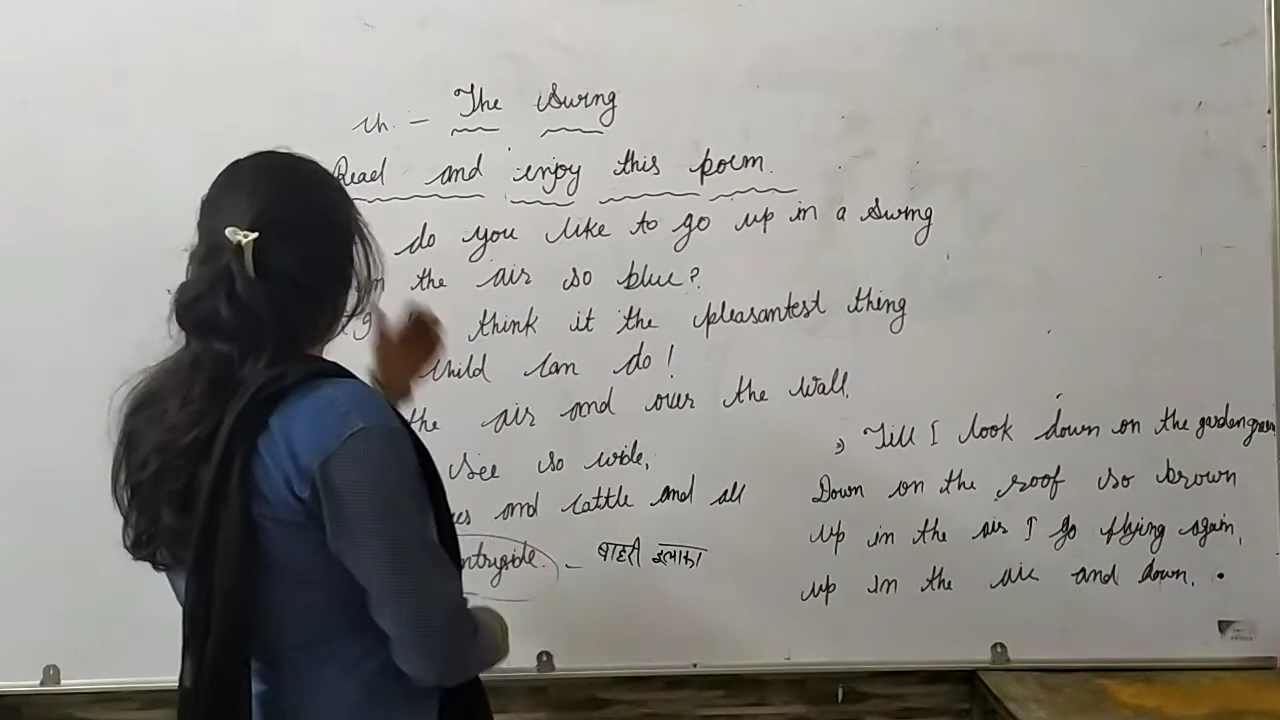 Ch. - The Swing
Read and enjoy this poem.
do you like to go up in a swing
the air so blue?
think it the pleasantest thing
child can do!
the air and over the wall,
see so wide,
and cattle and all
बाहरी इलाका
Till I look down on the garden green
Down on the roof so brown
up in the air I go flying again,
up in the air and down.